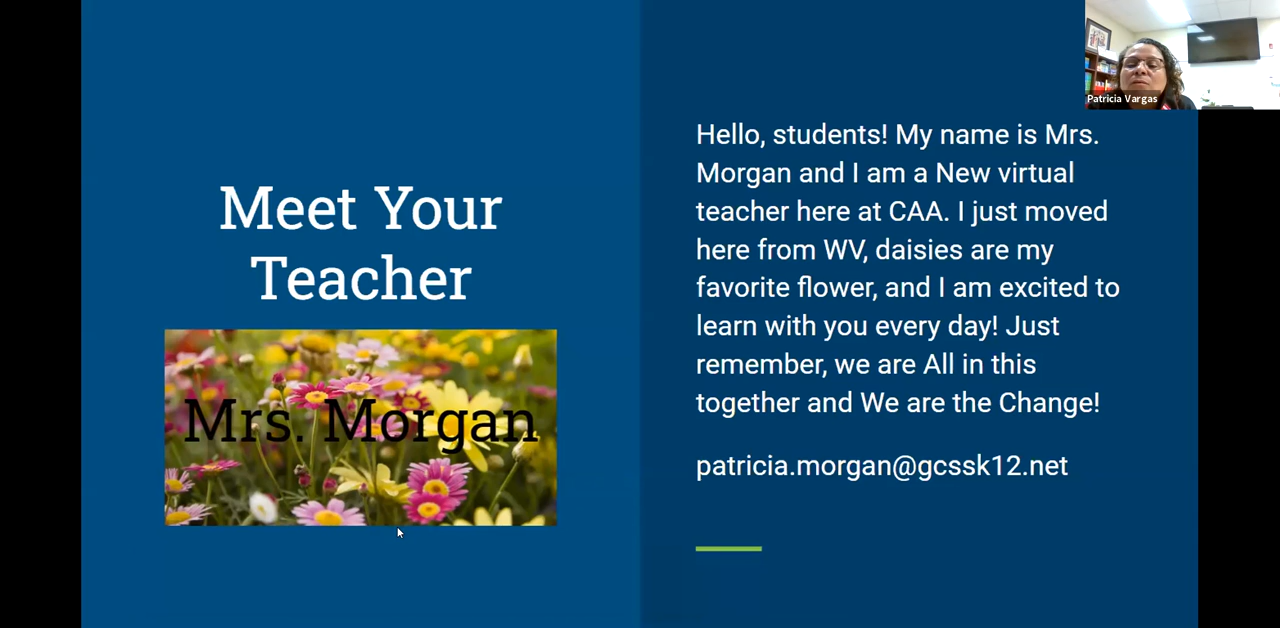 Meet Your
Teacher
Mrs. Morgan
Hello, students! My name is Mrs.
Morgan and I am a New virtual
teacher here at CAA. I just moved
here from WV, daisies are my
favorite flower, and I am excited to
learn with you every day! Just
remember, we are All in this
together and We are the Change!
patricia.morgan@gcssk12.net
Patricia Vargas